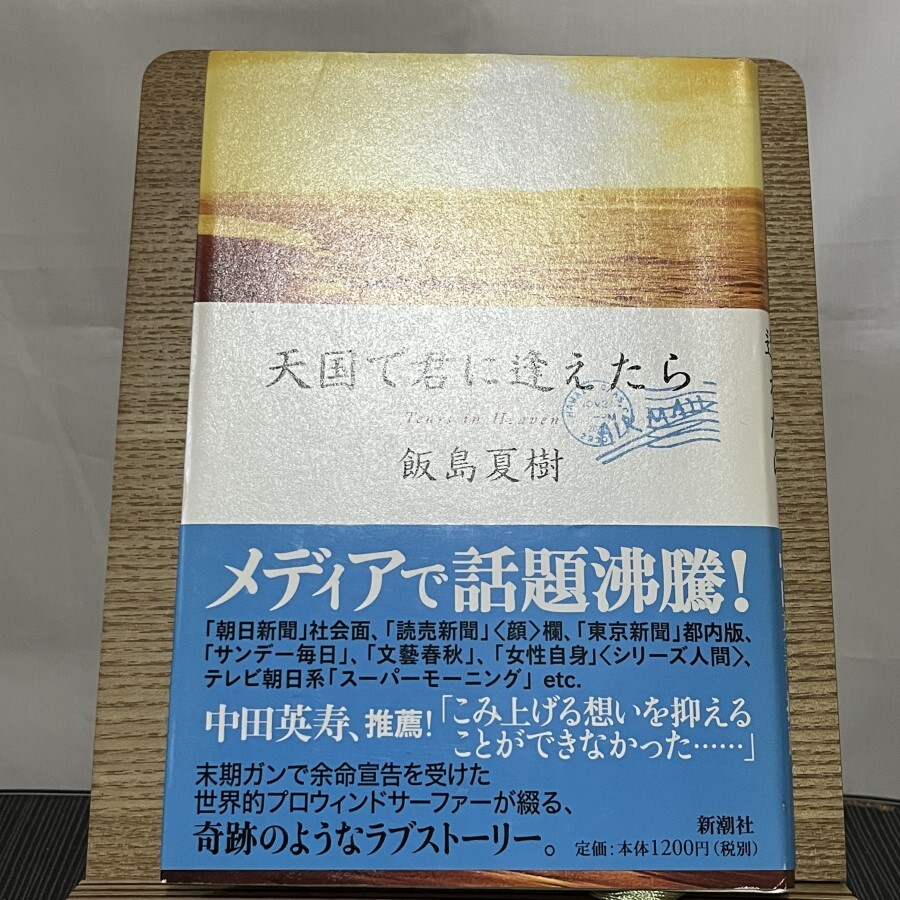 天国で君に逢えたら
Tears in Heaven
AIR MAIL
飯島夏樹
メディアで話題沸騰!
「朝日新聞」社会面、「読売新聞」〈顔〉欄、「東京新聞」都内版、
「サンデー毎日」、「文藝春秋」、「女性自身」〈シリーズ人間〉、
テレビ朝日系「スーパーモーニング」 etc.
中田英寿、推薦!「こみ上げる想いを抑える
ことができなかった……」
末期ガンで余命宣告を受けた
世界的プロウィンドサーファーが綴る、
奇跡のようなラブストーリー。
新潮社
定価:本体1200円(税別)